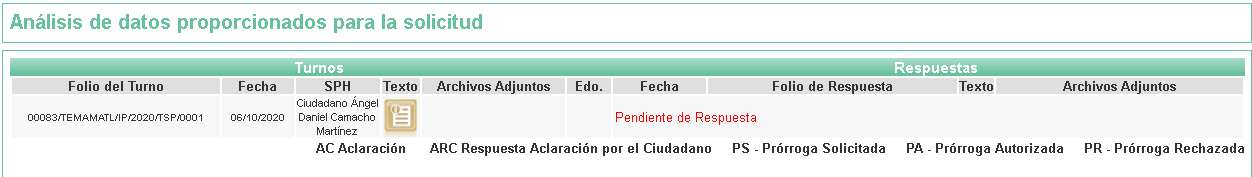 Análisis de datos proporcionados para la solicitud
Turnos Respuestas
Folio del Turno Fecha SPH Texto Archivos Adjuntos Edo. Fecha Folio de Respuesta Texto Archivos Adjuntos
00083/TEMAMATL/IP/2020/TSP/0001 06/10/2020 Ciudadano Ángel
Daniel Camacho
Martínez
Pendiente de Respuesta
AC Aclaración ARC Respuesta Aclaración por el Ciudadano PS - Prórroga Solicitada PA - Prórroga Autorizada PR - Prórroga Rechazada